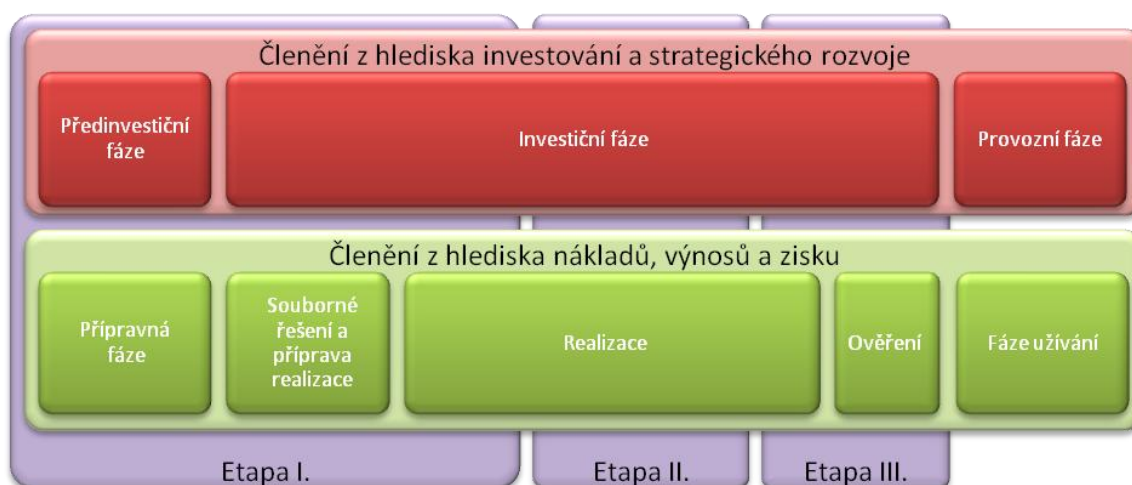 Členění z hlediska investování a strategického rozvoje
Předinvestiční
fáze
Investiční fáze
Provozní fáze
Členění z hlediska nákladů, výnosů a zisku
Přípravná
fáze
Souborné
řešení a
příprava
realizace
Realizace
Ověření
Fáze užívání
Etapa I.
Etapa II.
Etapa III.